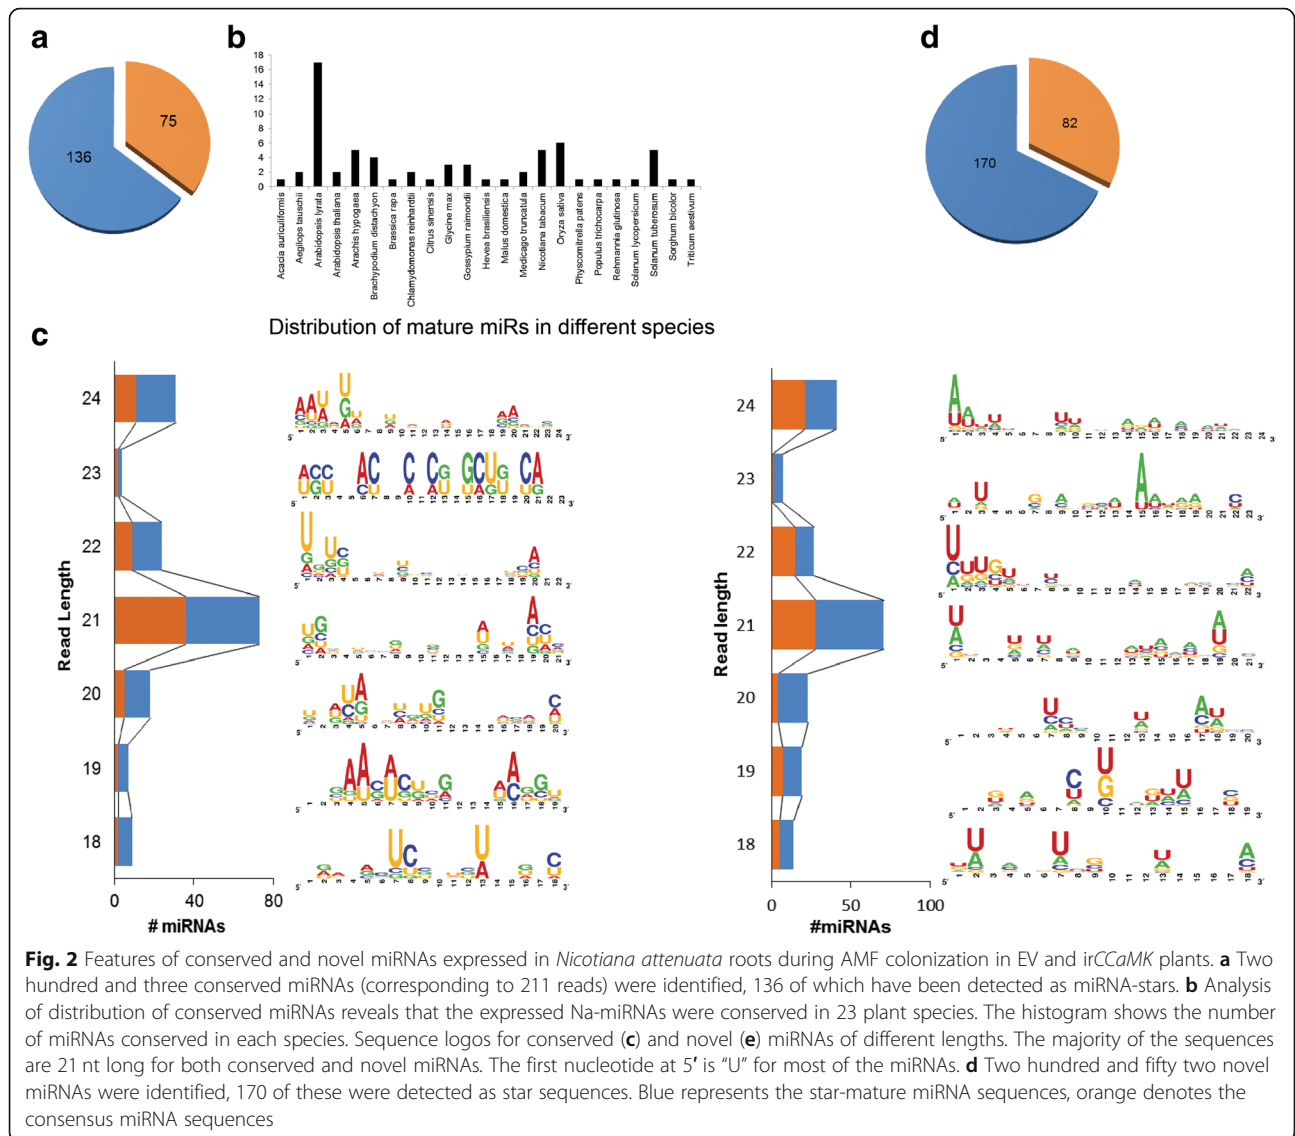 a
b
d
136
75
18
16
14
12
10
8
6
4
2
0
Acacia auriculiformis
Aegilops tauschii
Arabidopsis lyrata
Arabidopsis thaliana
Arachis hypogaea
Brachypodium distachyon
Brassica rapa
Chlamydomonas reinhardtii
Citrus sinensis
Glycine max
Gossypium raimondii
Hevea brasiliensis
Malus domestica
Medicago truncatula
Nicotiana tabacum
Oryza sativa
Physcomitrella patens
Populus trichocarpa
Rehmannia glutinosa
Solanum lycopersicum
Solanum tuberosum
Sorghum bicolor
Triticum aestivum
Distribution of mature miRs in different species
170
82
c
Read Length
24
23
22
21
20
19
18
0 40 80
# miRNAs
Read length
24
23
22
21
20
19
18
0 50 100
#miRNAs
Fig. 2 Features of conserved and novel miRNAs expressed in Nicotiana attenuata roots during AMF colonization in EV and irCCaMK plants. a Two
hundred and three conserved miRNAs (corresponding to 211 reads) were identified, 136 of which have been detected as miRNA-stars. b Analysis
of distribution of conserved miRNAs reveals that the expressed Na-miRNAs were conserved in 23 plant species. The histogram shows the number
of miRNAs conserved in each species. Sequence logos for conserved (c) and novel (e) miRNAs of different lengths. The majority of the sequences
are 21 nt long for both conserved and novel miRNAs. The first nucleotide at 5′ is “U” for most of the miRNAs. d Two hundred and fifty two novel
miRNAs were identified, 170 of these were detected as star sequences. Blue represents the star-mature miRNA sequences, orange denotes the
consensus miRNA sequences